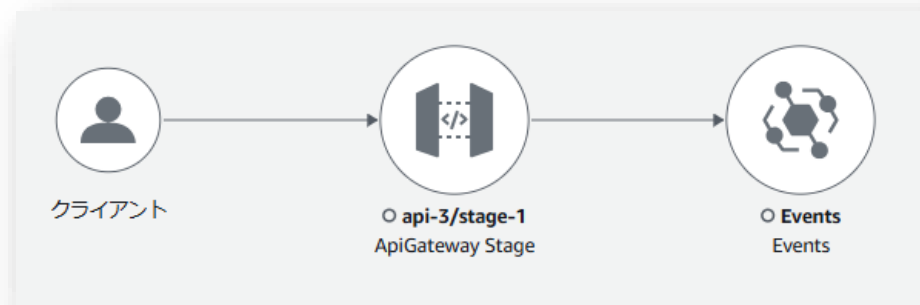 </>
クライアント
api-3/stage-1
ApiGateway Stage
Events
Events